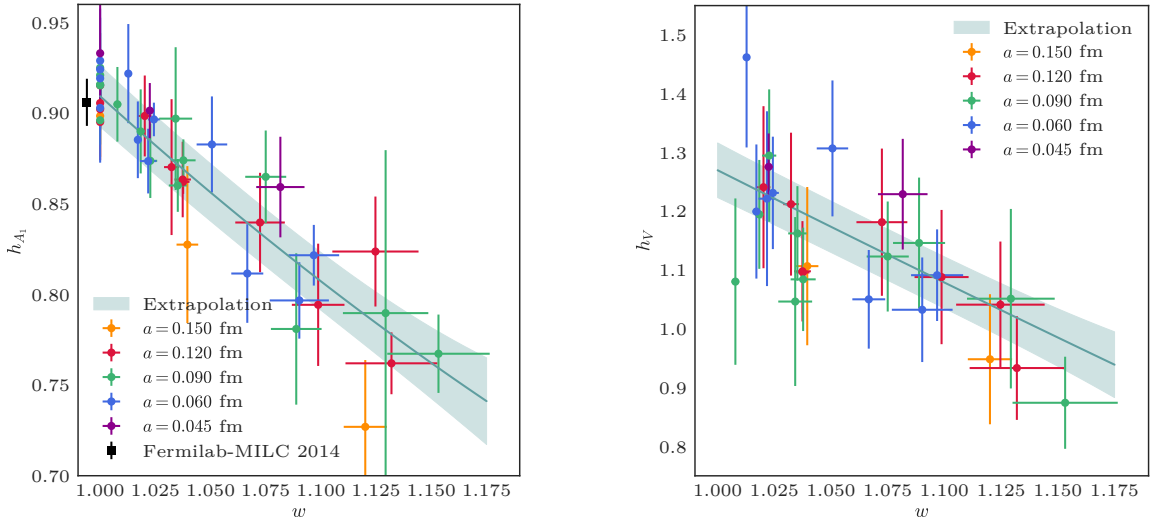 0.95
0.90
0.85
0.80
0.75
0.70
h_{A_1}
Extrapolation
a = 0.150 fm
a = 0.120 fm
a = 0.090 fm
a = 0.060 fm
a = 0.045 fm
Fermilab-MILC 2014
1.000 1.025 1.050 1.075 1.100 1.125 1.150 1.175
w
1.5
1.4
1.3
1.2
1.1
1.0
0.9
0.8
h_V
Extrapolation
a = 0.150 fm
a = 0.120 fm
a = 0.090 fm
a = 0.060 fm
a = 0.045 fm
1.000 1.025 1.050 1.075 1.100 1.125 1.150 1.175
w